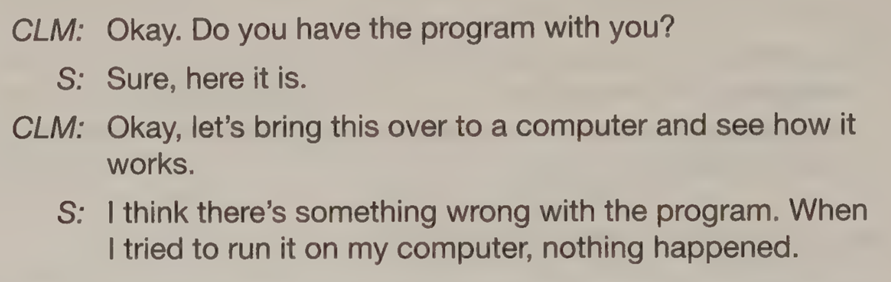 CLM: Okay. Do you have the program with you?
S: Sure, here it is.
CLM: Okay, let's bring this over to a computer and see how it
works.
S: I think there's something wrong with the program. When
I tried to run it on my computer, nothing happened.